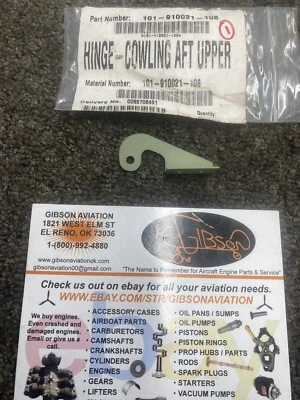 Part Number: 101-910021-108
HINGE - COWLING AFT UPPER
Material Number: 101-910021-108
Delivery No. 0085708491
Quantity:
1
GIBSON AVIATION
1821 WEST ELM ST
EL RENO, OK 73036
1-(800)-992-4880
www.gibsonaviationok.com
gibsonaviation00@gmail.com
Gibson
"The Name to Remember for Aircraft Engine Parts & Service"
Check us out on ebay for all your aviation needs.
WWW.EBAY.COM/STR/GIBSONAVIATION
We buy engines.
Even crashed and
damaged engines.
Email or give us a
call.
• ACCESSORY CASES
• AIRBOAT PARTS
• CARBURETORS
• CAMSHAFTS
• CRANKSHAFTS
• CYLINDERS
• ENGINES
• GEARS
• LIFTERS
• OIL PANS / SUMPS
• OIL PUMPS
• PISTONS
• PISTON RINGS
• PROP HUBS / PARTS
• RODS
• SPARK PLUGS
• STARTERS
• VACUUM PUMPS